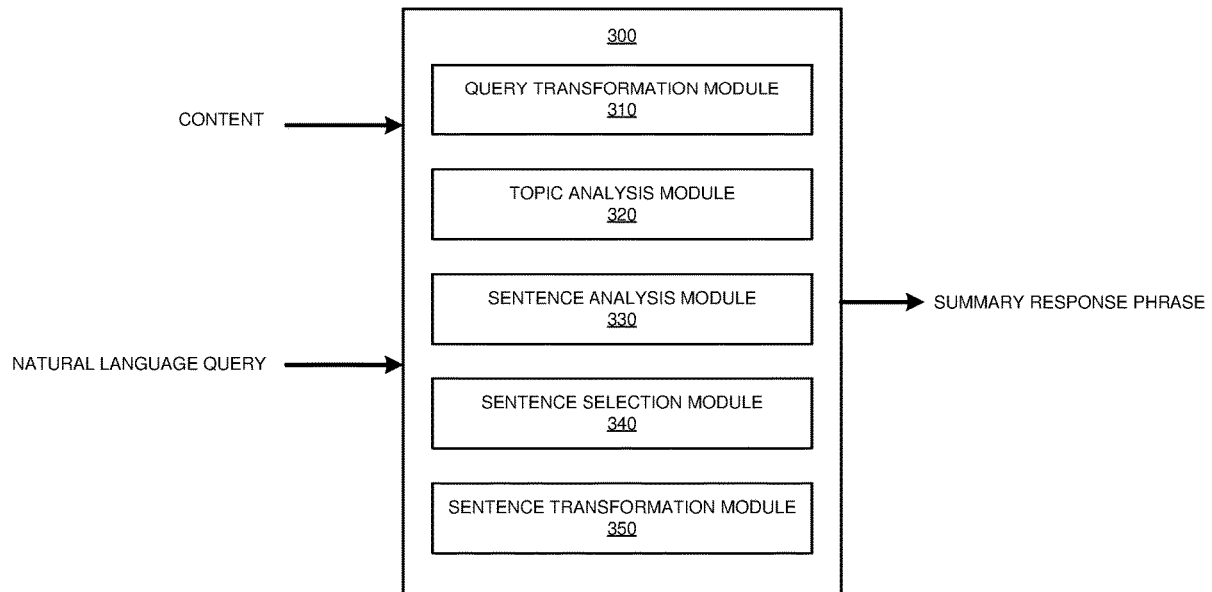 300
QUERY TRANSFORMATION MODULE
310
CONTENT
TOPIC ANALYSIS MODULE
320
SENTENCE ANALYSIS MODULE
330
SUMMARY RESPONSE PHRASE
NATURAL LANGUAGE QUERY
SENTENCE SELECTION MODULE
340
SENTENCE TRANSFORMATION MODULE
350